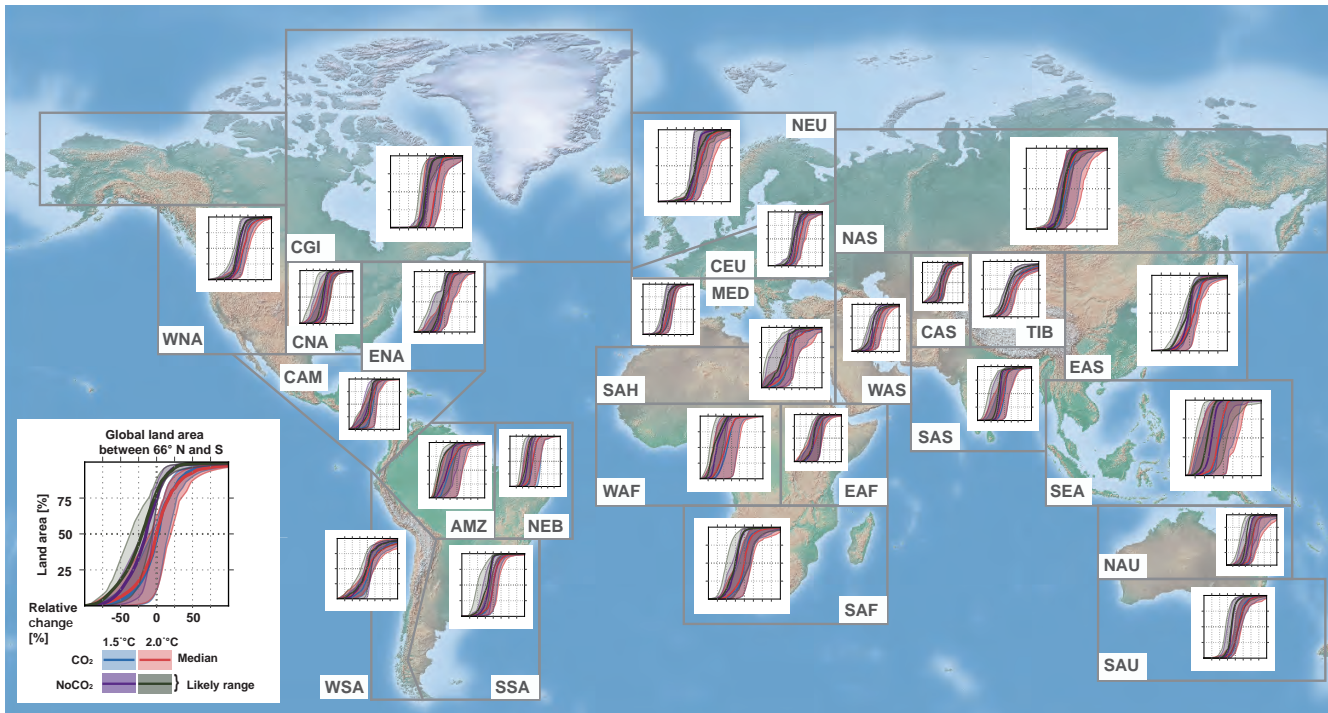 NEU
CGI
NAS
CEU
MED
WNA
CNA
ENA
CAS
TIB
EAS
CAM
SAH
WAS
SAS
WAF
EAF
SEA
AMZ
NEB
NAU
SAF
SAU
WSA
SSA
Global land area
between 66° N and S
Land area [%]
75
50
25
Relative
change
[%]
-50 0 50
1.5°C 2.0°C
CO₂ Median
NoCO₂ } Likely range